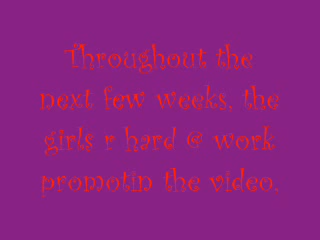 Throughout the
next few weeks, the
girls r hard @ work
promotin the video.